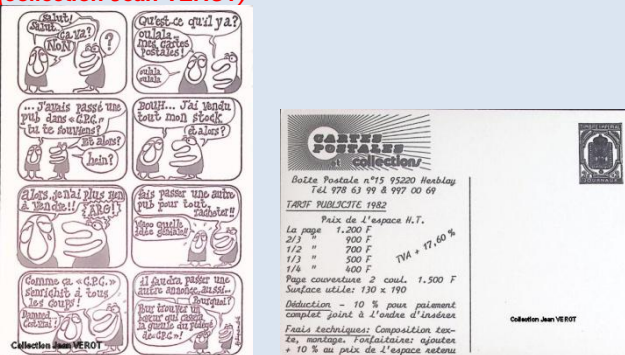 (collection Jean VEROT)
Salut!
Salut
ça va?
NON
?
Qu'est-ce qu'il y a?
oulala
mes cartes
Postales!
oulala
oulala
... J'avais passé une
pub dans « C.P.C. »
tu te souviens?
Et alors?
hein?
BOUH... J'ai vendu
tout mon stock
et alors?
alors, je n'ai plus rien
à vendre!!
ARG!
fais passer une autre
pub pour tout
racheter!!
quelle
idée géniale!!
Comme ça « C.P.C. »
s'enrichit à tous
les coups!
il faudra passer une
autre annonce aussi...
Pourquoi?
Pour trouver un
boxeur qui cassera
la gueule du
de « C.P.C. »!
Collection Jean VEROT
CARTES
POSTALES
et collections
Boîte Postale n°15 95220 Herblay
Tél 978 63 99 & 997 00 69
TARIF PUBLICITE 1982
Prix de l'espace H.T.
La page 1.200 F
2/3 " 900 F
1/2 " 700 F
1/3 " 500 F
1/4 " 400 F
TVA + 17,60 %
Page couverture 2 coul. 1.500 F
Surface utile: 130 x 190
Déduction - 10 % pour paiement
complet joint à l'ordre d'insérer
Frais techniques: Composition tex-
te, montage. Forfaitaire: ajouter
+ 10 % au prix de l'espace retenu
Collection Jean VEROT